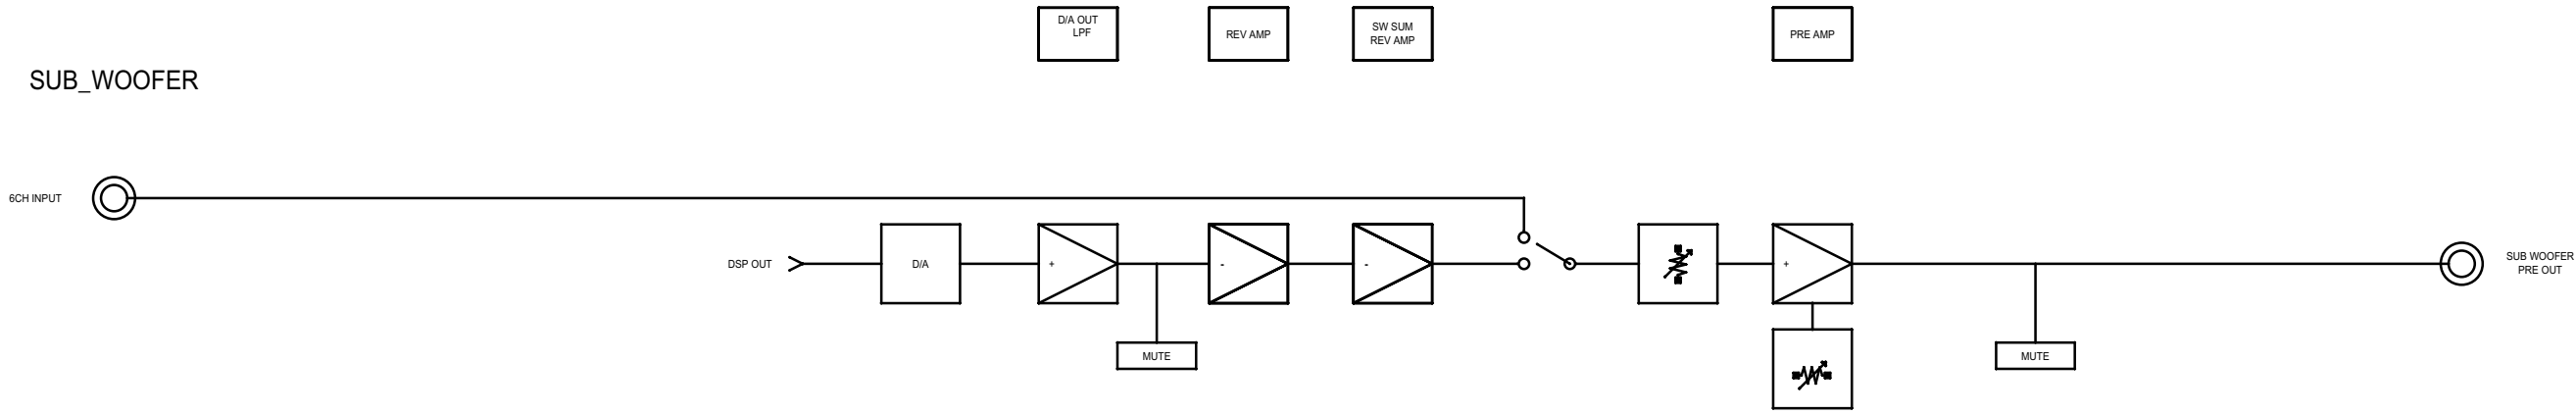 D/A OUT
LPF
REV AMP
SW SUM
REV AMP
PRE AMP
SUB_WOOFER
6CH INPUT
DSP OUT
D/A
+
-
-
+
SUB WOOFER
PRE OUT
MUTE
MUTE